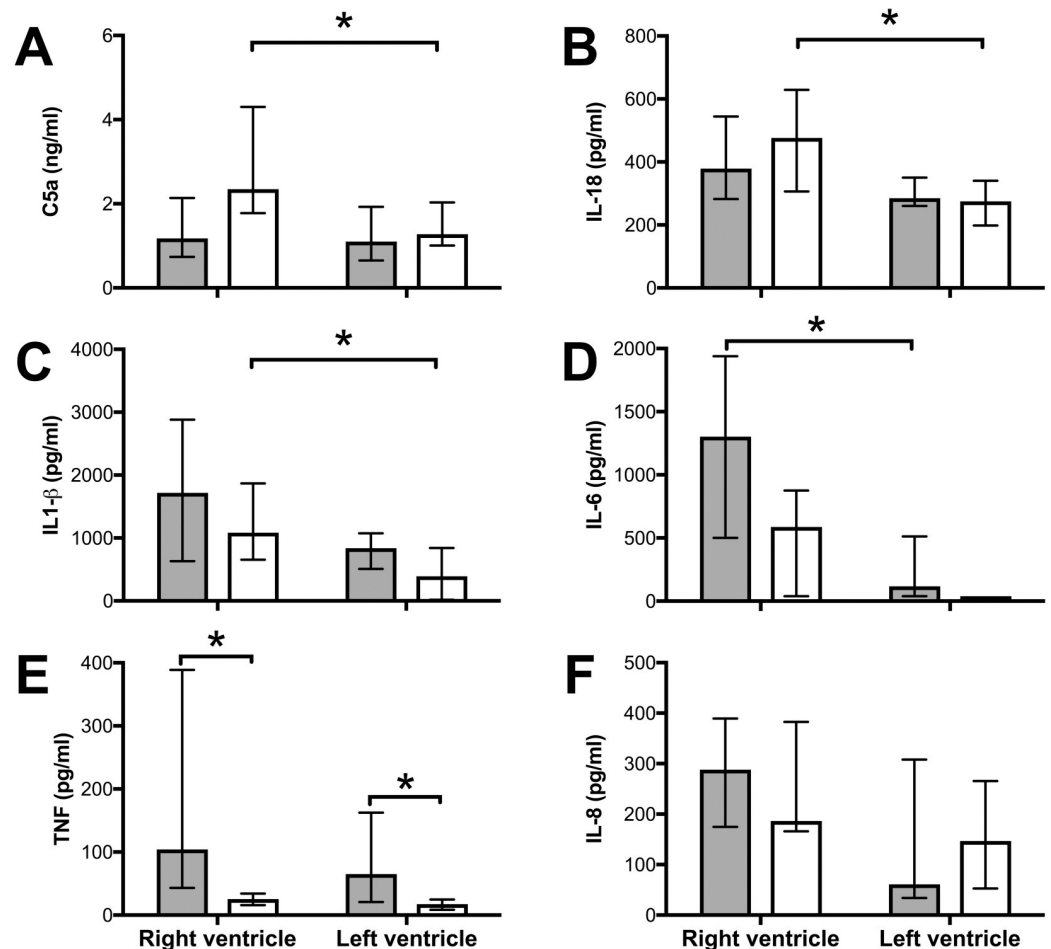 A
C5a (ng/ml)
6
4
2
0
*
B
IL-18 (pg/ml)
800
600
400
200
0
*
C
IL1-β (pg/ml)
4000
3000
2000
1000
0
*
D
IL-6 (pg/ml)
2000
1500
1000
500
0
*
E
TNF (pg/ml)
400
300
200
100
0
*
*
Right ventricle Left ventricle
F
IL-8 (pg/ml)
500
400
300
200
100
0
Right ventricle Left ventricle